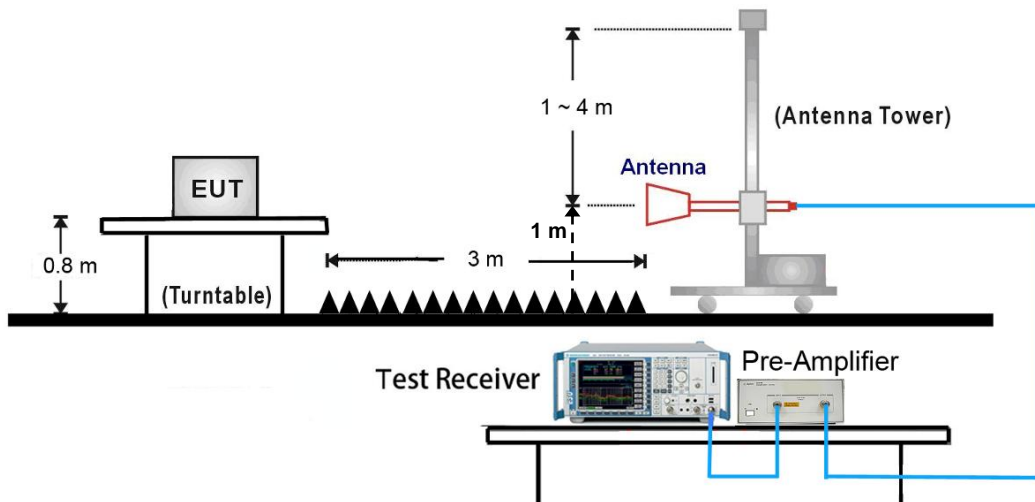 1 ~ 4 m
(Antenna Tower)
Antenna
EUT
1 m
0.8 m
3 m
(Turntable)
Test Receiver
Pre-Amplifier